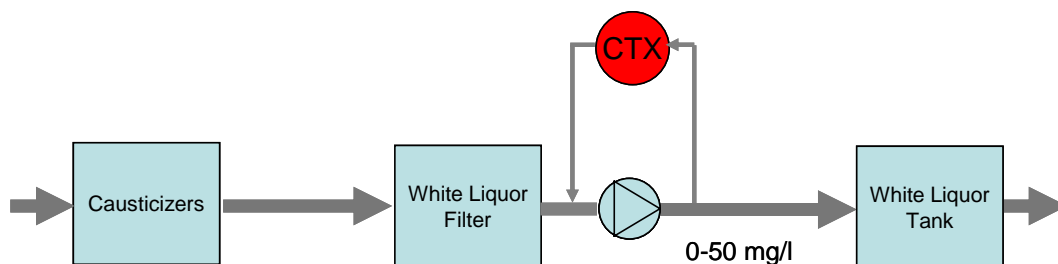 CTX
Causticizers
White Liquor
Filter
White Liquor
Tank
0-50 mg/l